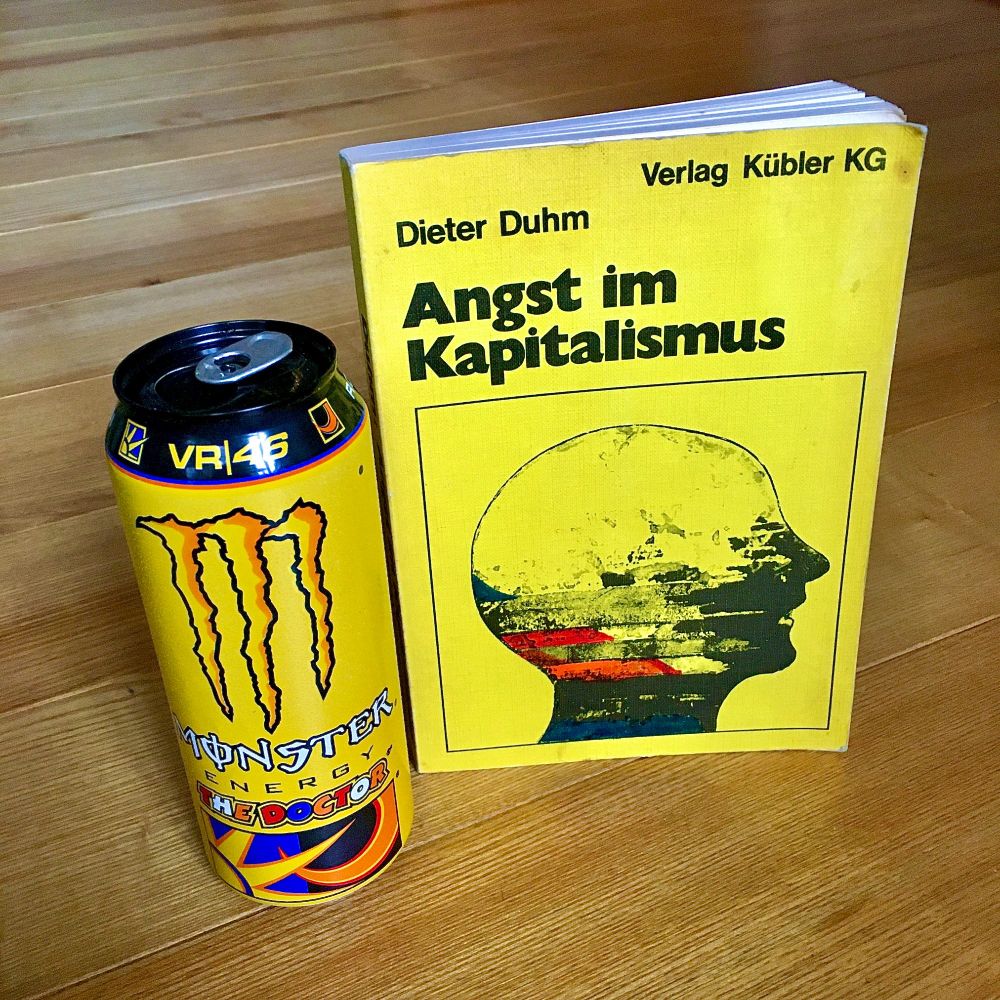 Verlag Kübler KG
Dieter Duhm
Angst im
Kapitalismus
VR|46
MONSTER
ENERGY
THE DOCTOR